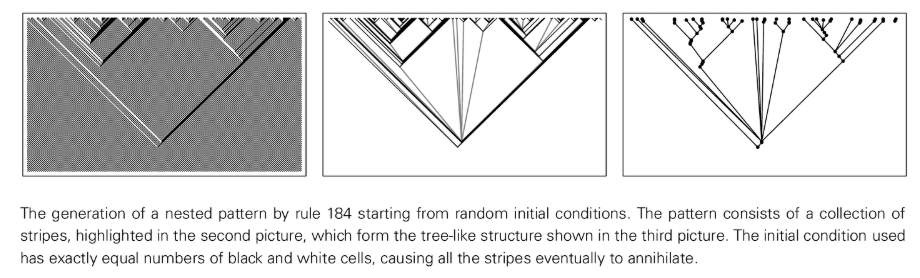 The generation of a nested pattern by rule 184 starting from random initial conditions. The pattern consists of a collection of
stripes, highlighted in the second picture, which form the tree-like structure shown in the third picture. The initial condition used
has exactly equal numbers of black and white cells, causing all the stripes eventually to annihilate.